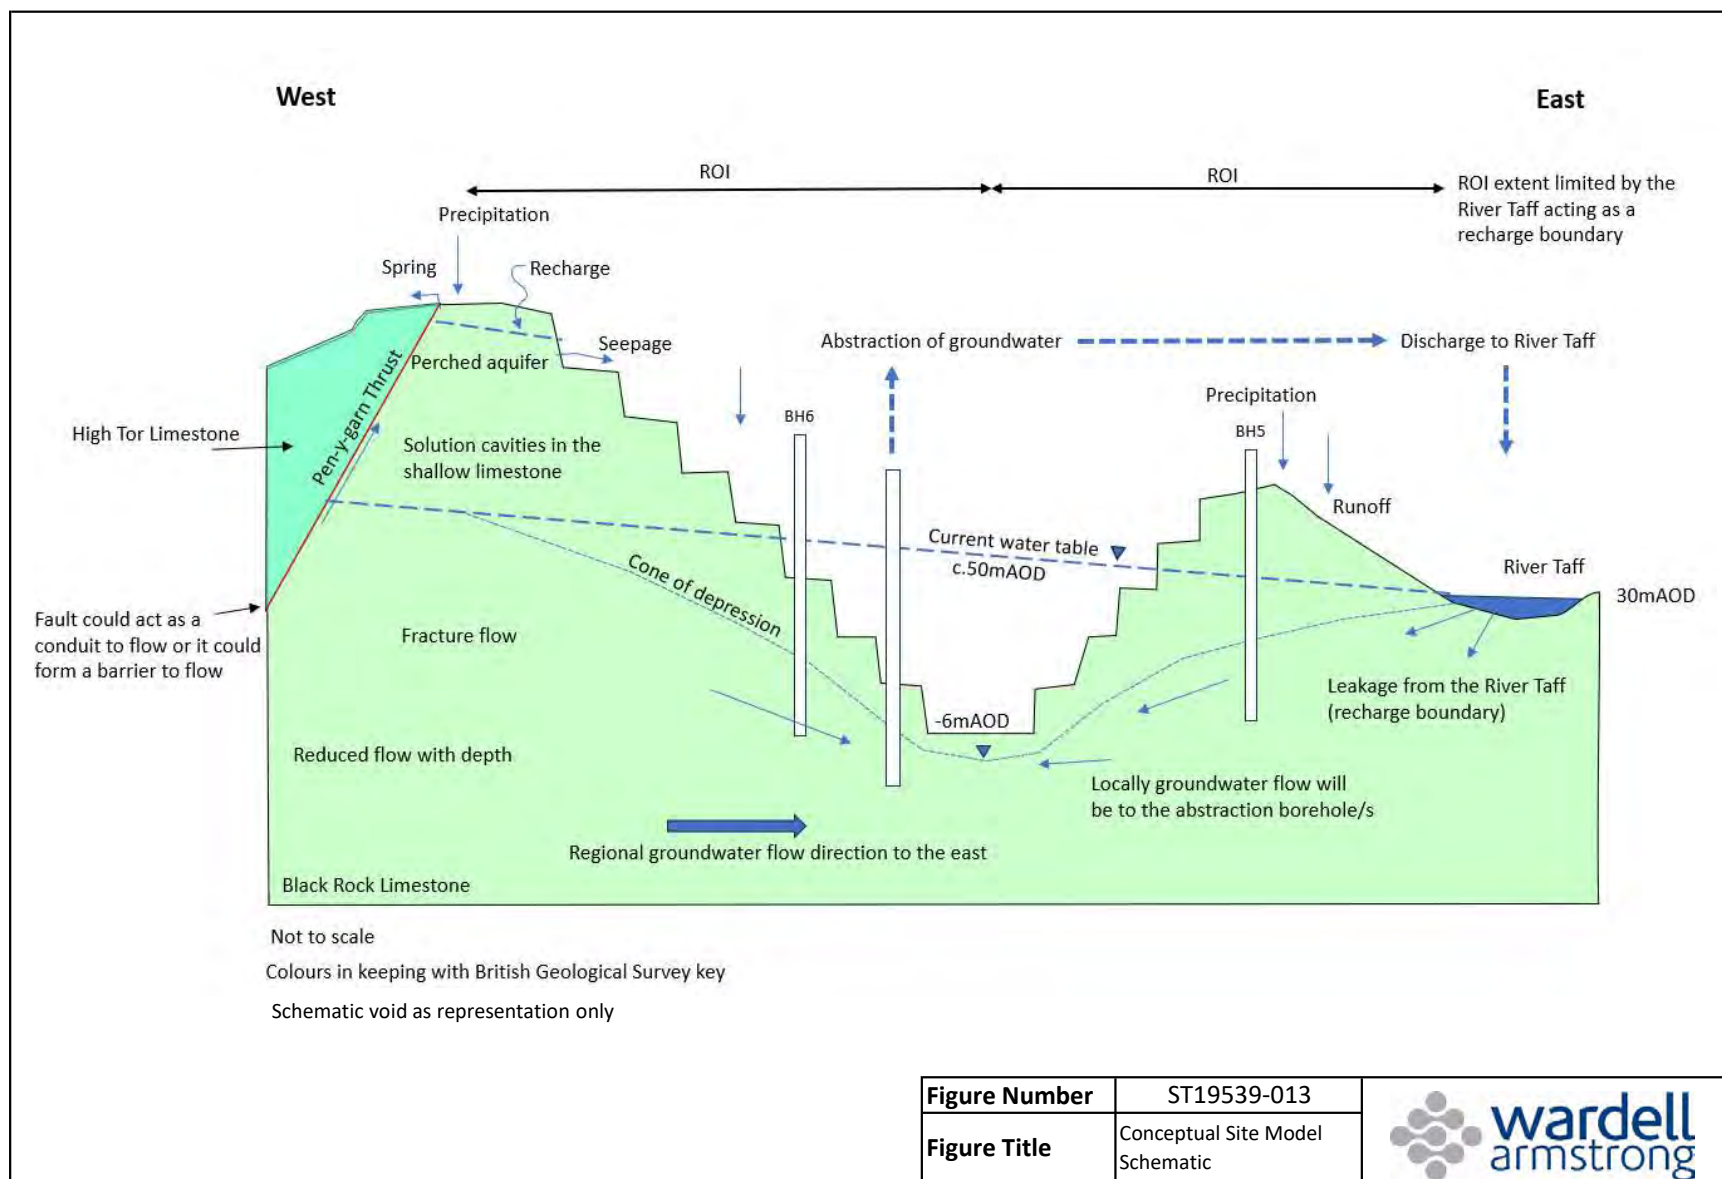 West
East
ROI
ROI
ROI extent limited by the
River Taff acting as a
recharge boundary
Precipitation
Spring
Recharge
Seepage
Perched aquifer
Abstraction of groundwater
Discharge to River Taff
Pen-y-garn Thrust
High Tor Limestone
Solution cavities in the
shallow limestone
BH6
Precipitation
BH5
Runoff
Current water table
c.50mAOD
River Taff
30mAOD
Cone of depression
Fault could act as a
conduit to flow or it could
form a barrier to flow
Fracture flow
Leakage from the River Taff
(recharge boundary)
-6mAOD
Reduced flow with depth
Locally groundwater flow will
be to the abstraction borehole/s
Regional groundwater flow direction to the east
Black Rock Limestone
Not to scale
Colours in keeping with British Geological Survey key
Schematic void as representation only
Figure Number
ST19539-013
Figure Title
Conceptual Site Model
Schematic
wardell
armstrong